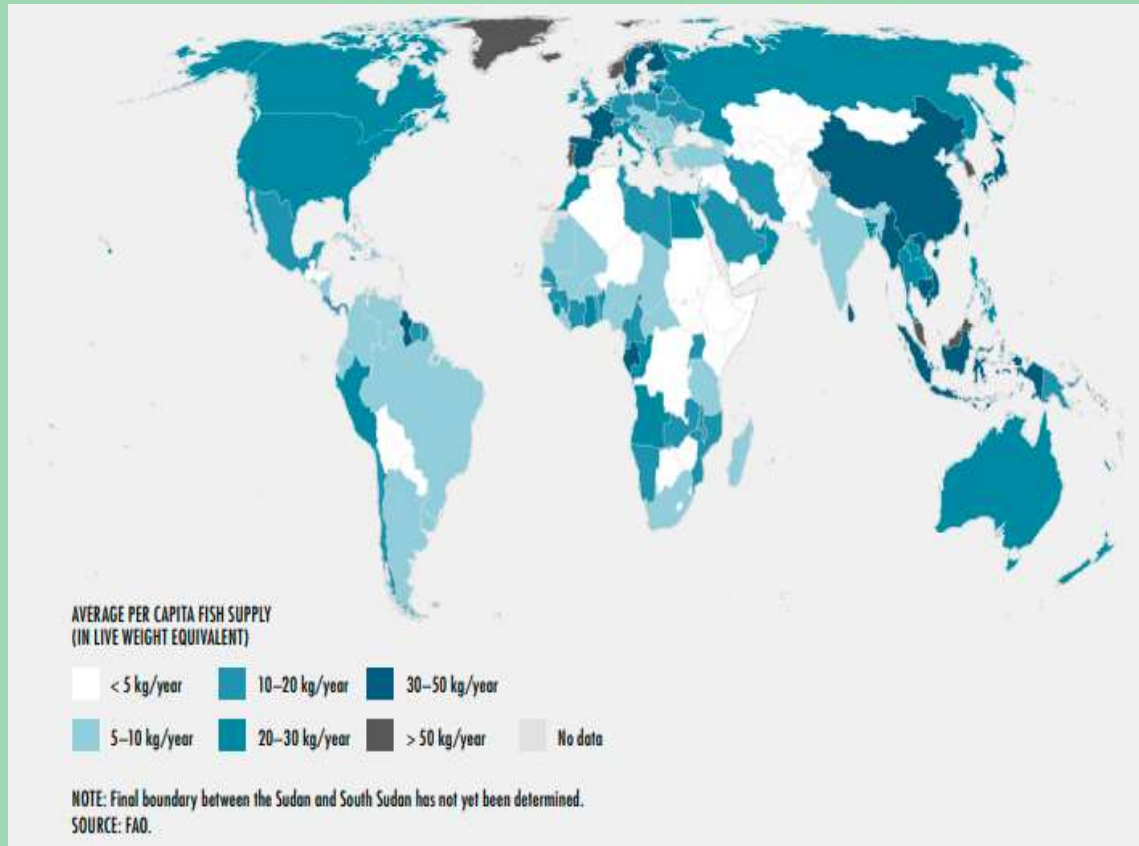 AVERAGE PER CAPITA FISH SUPPLY
(IN LIVE WEIGHT EQUIVALENT)
< 5 kg/year
10–20 kg/year
30–50 kg/year
5–10 kg/year
20–30 kg/year
> 50 kg/year
No data
NOTE: Final boundary between the Sudan and South Sudan has not yet been determined.
SOURCE: FAO.